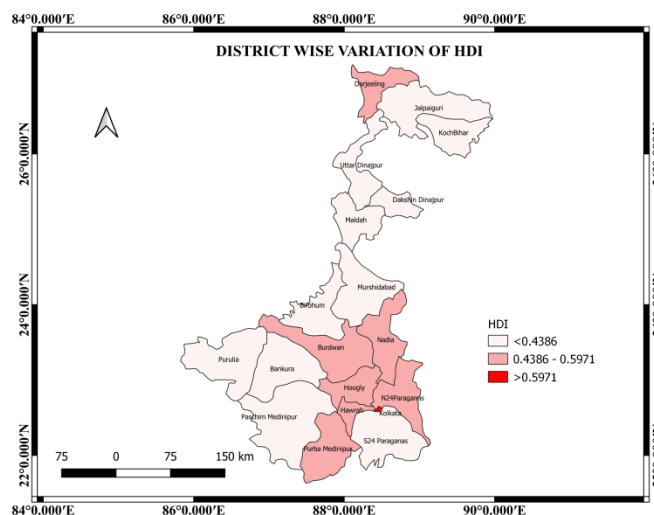 84°0.000'E 86°0.000'E 88°0.000'E 90°0.000'E
DISTRICT WISE VARIATION OF HDI
Darjeeling
Jalpaiguri
KochBihar
26°0.000'N
Uttar Dinajpur
Dakshin Dinajpur
Maldah
Murshidabad
24°0.000'N
Birbhum
HDI
<0.4386
0.4386 - 0.5971
>0.5971
Nadia
Burdwan
Purulia
Bankura
Hoogly
N24Paraganas
Hawrah
Kolkata
Paschim Medinipur
S24 Paraganas
Purba Medinipur
22°0.000'N
75 0 75 150 km
84°0.000'E 86°0.000'E 88°0.000'E 90°0.000'E